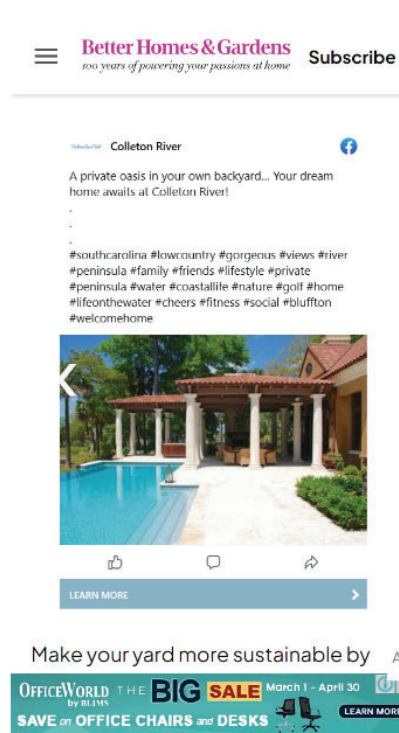 Better Homes & Gardens
100 years of powering your passions at home
Subscribe
Colleton River
A private oasis in your own backyard... Your dream
home awaits at Colleton River!
.
.
.
#southcarolina #lowcountry #gorgeous #views #river
#peninsula #family #friends #lifestyle #private
#peninsula #water #coastallife #nature #golf #home
#lifeonthewater #cheers #fitness #social #bluffton
#welcomehome
LEARN MORE
Make your yard more sustainable by
OFFICEWORLD THE BIG SALE March 1 - April 30
by BLIMS
SAVE on OFFICE CHAIRS and DESKS
LEARN MORE